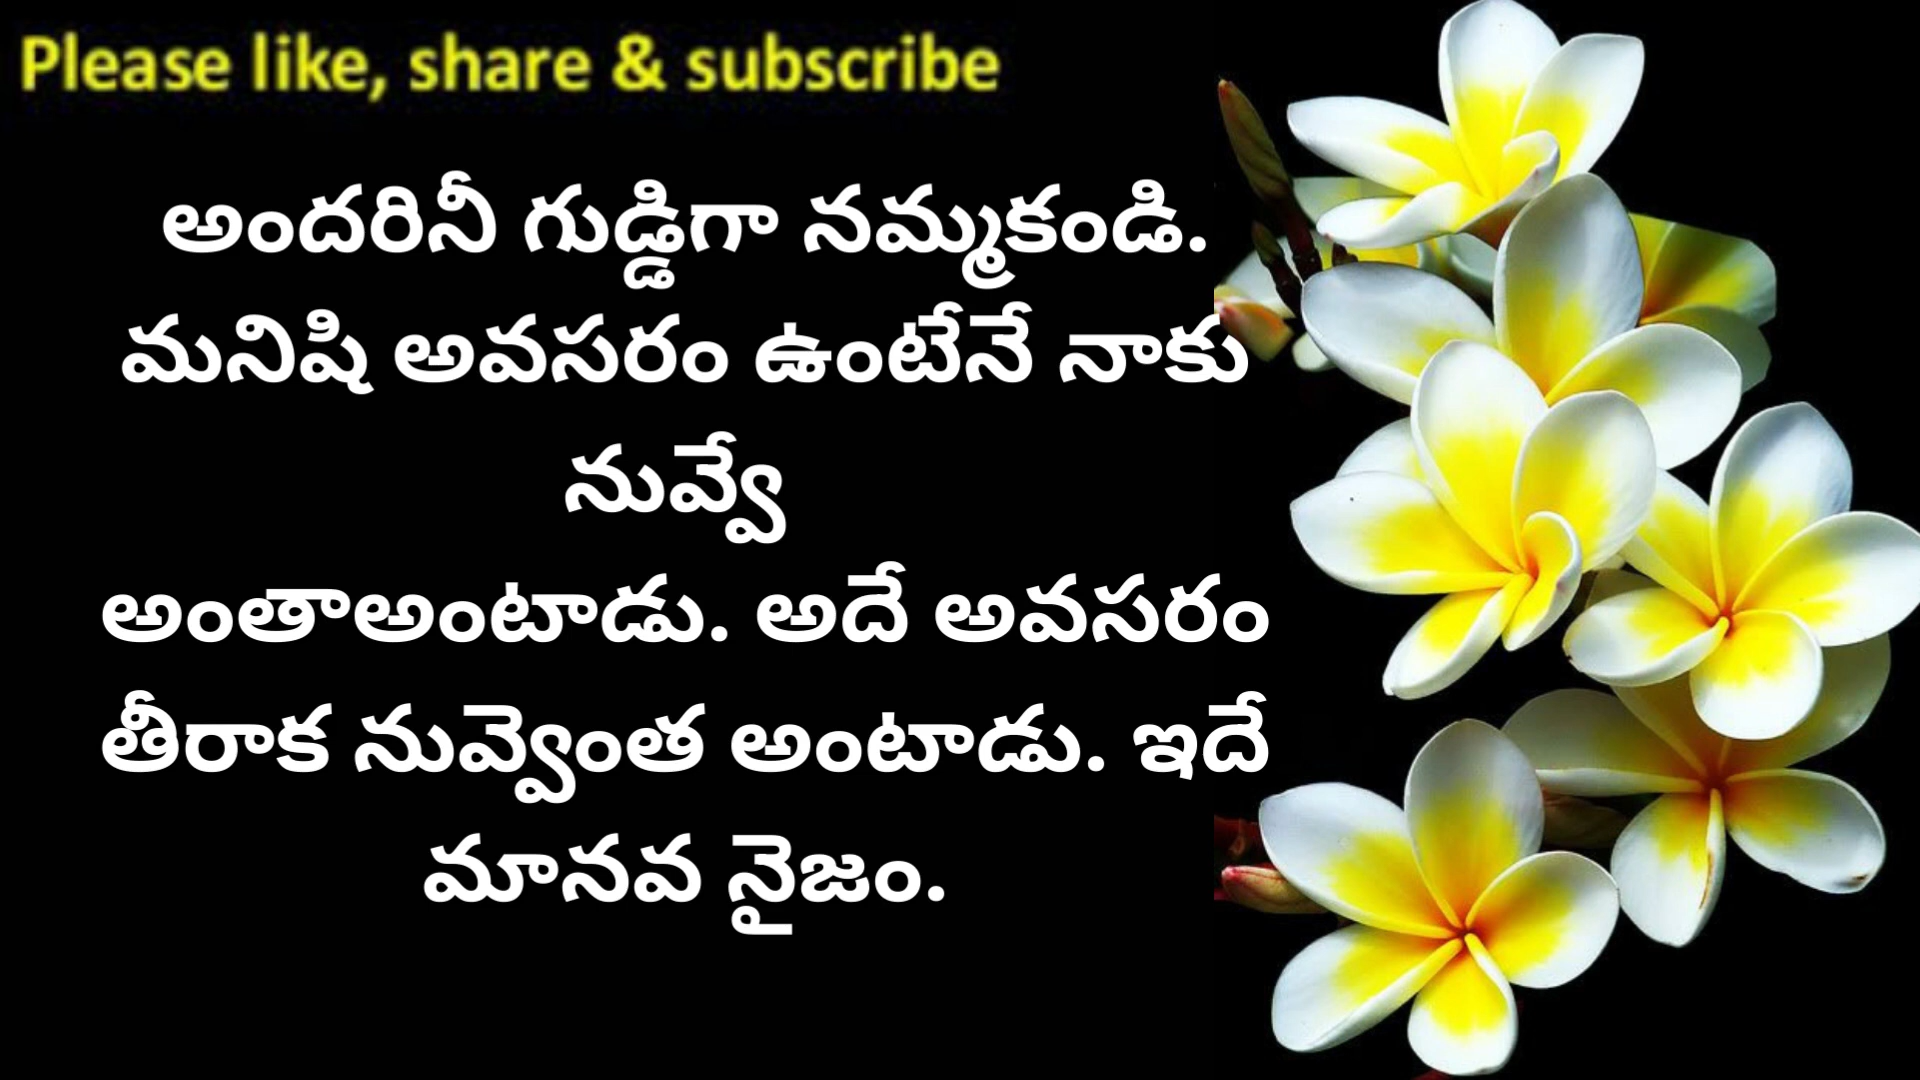 Please like, share & subscribe
అందరినీ గుడ్డిగా నమ్మకండి.
మనిషి అవసరం ఉంటేనే నాకు
నువ్వే
అంతాఅంటాడు. అదే అవసరం
తీరాక నువ్వెంత అంటాడు. ఇదే
మానవ నైజం.